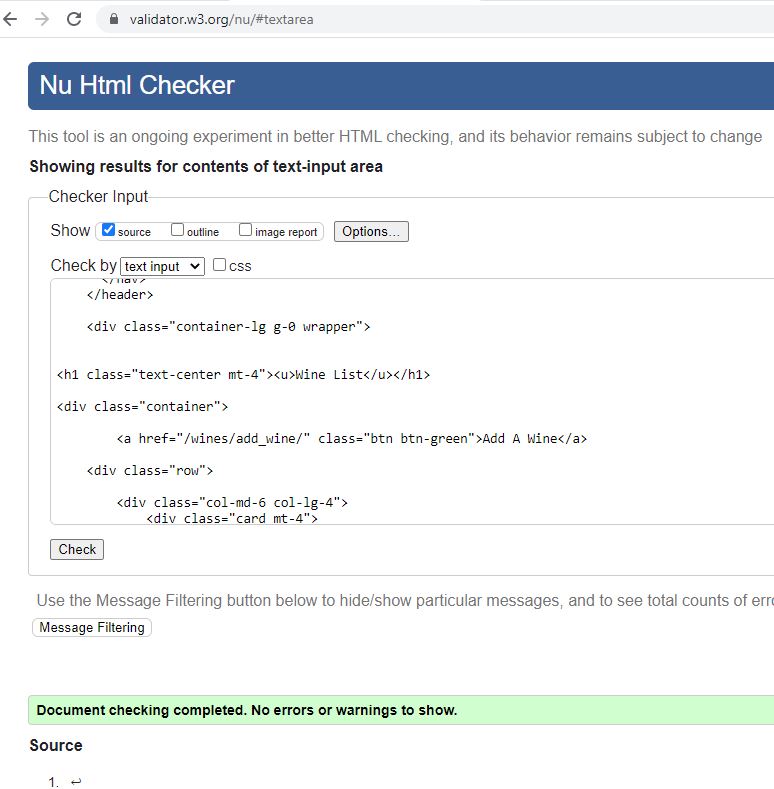 validator.w3.org/nu/#textarea
Nu Html Checker
This tool is an ongoing experiment in better HTML checking, and its behavior remains subject to change
Showing results for contents of text-input area
Checker Input
Show source outline image report Options...
Check by text input css
</nav>
</header>
<div class="container-lg g-0 wrapper">
<h1 class="text-center mt-4"><u>Wine List</u></h1>
<div class="container">
<a href="/wines/add_wine/" class="btn btn-green">Add A Wine</a>
<div class="row">
<div class="col-md-6 col-lg-4">
<div class="card mt-4">
Check
Use the Message Filtering button below to hide/show particular messages, and to see total counts of erro
Message Filtering
Document checking completed. No errors or warnings to show.
Source
1. ↩